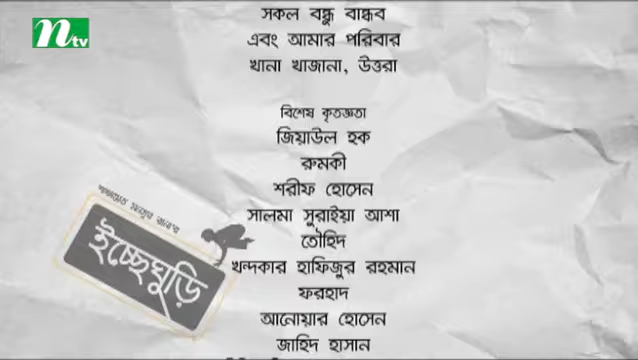 ntv
সকল বন্ধু বান্ধব
এবং আমার পরিবার
খানা খাজানা, উত্তরা
বিশেষ কৃতজ্ঞতা
জিয়াউল হক
রুমকী
শরীফ হোসেন
সালমা সুরাইয়া আশা
তৌহিদ
খন্দকার হাফিজুর রহমান
ফরহাদ
আনোয়ার হোসেন
জাহিদ হাসান
ইচ্ছেঘুড়ি